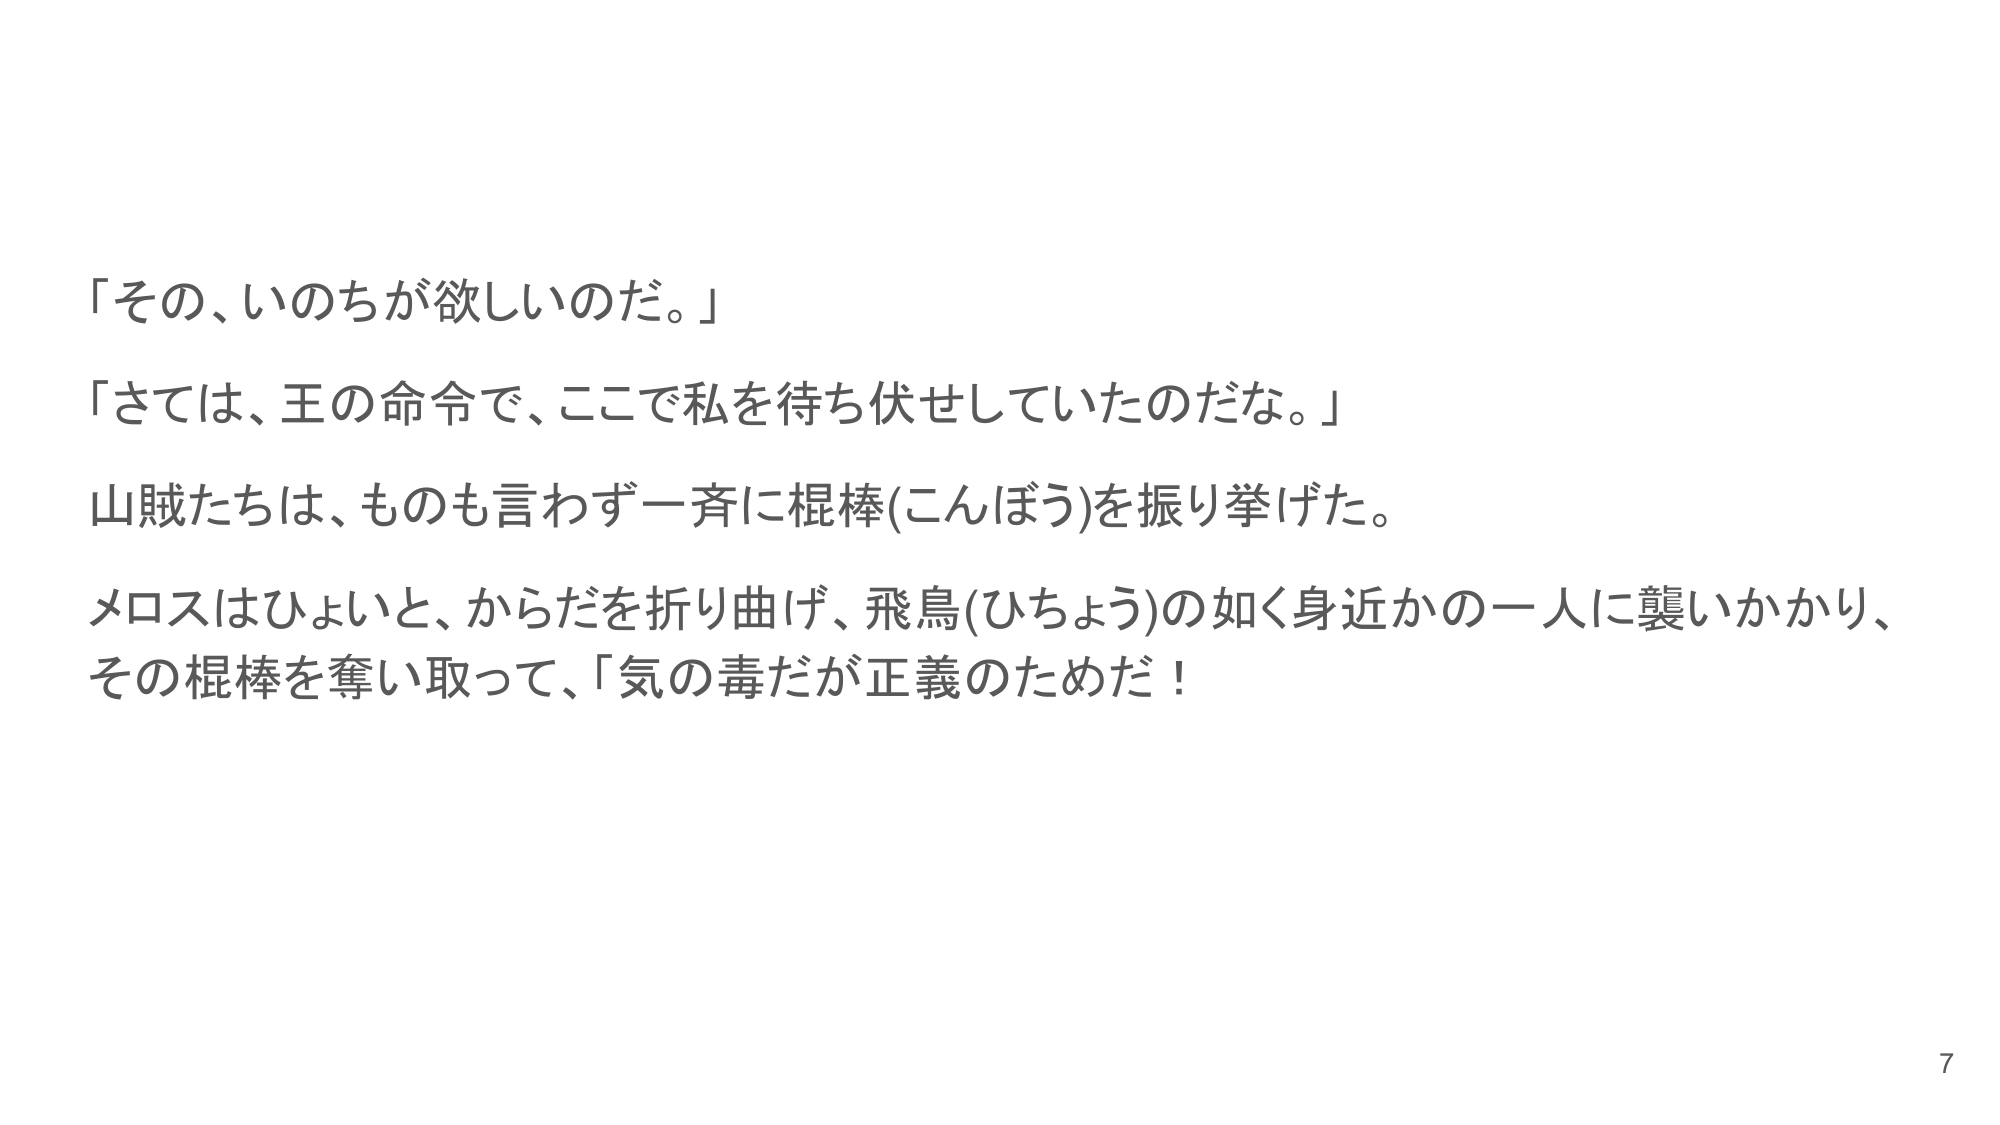 「その、いのちが欲しいのだ。」
「さては、王の命令で、ここで私を待ち伏せしていたのだな。」
山賊たちは、ものも言わず一斉に棍棒(こんぼう)を振り挙げた。
メロスはひょいと、からだを折り曲げ、飛鳥(ひちょう)の如く身近かの一人に襲いかかり、
その棍棒を奪い取って、「気の毒だが正義のためだ！
7